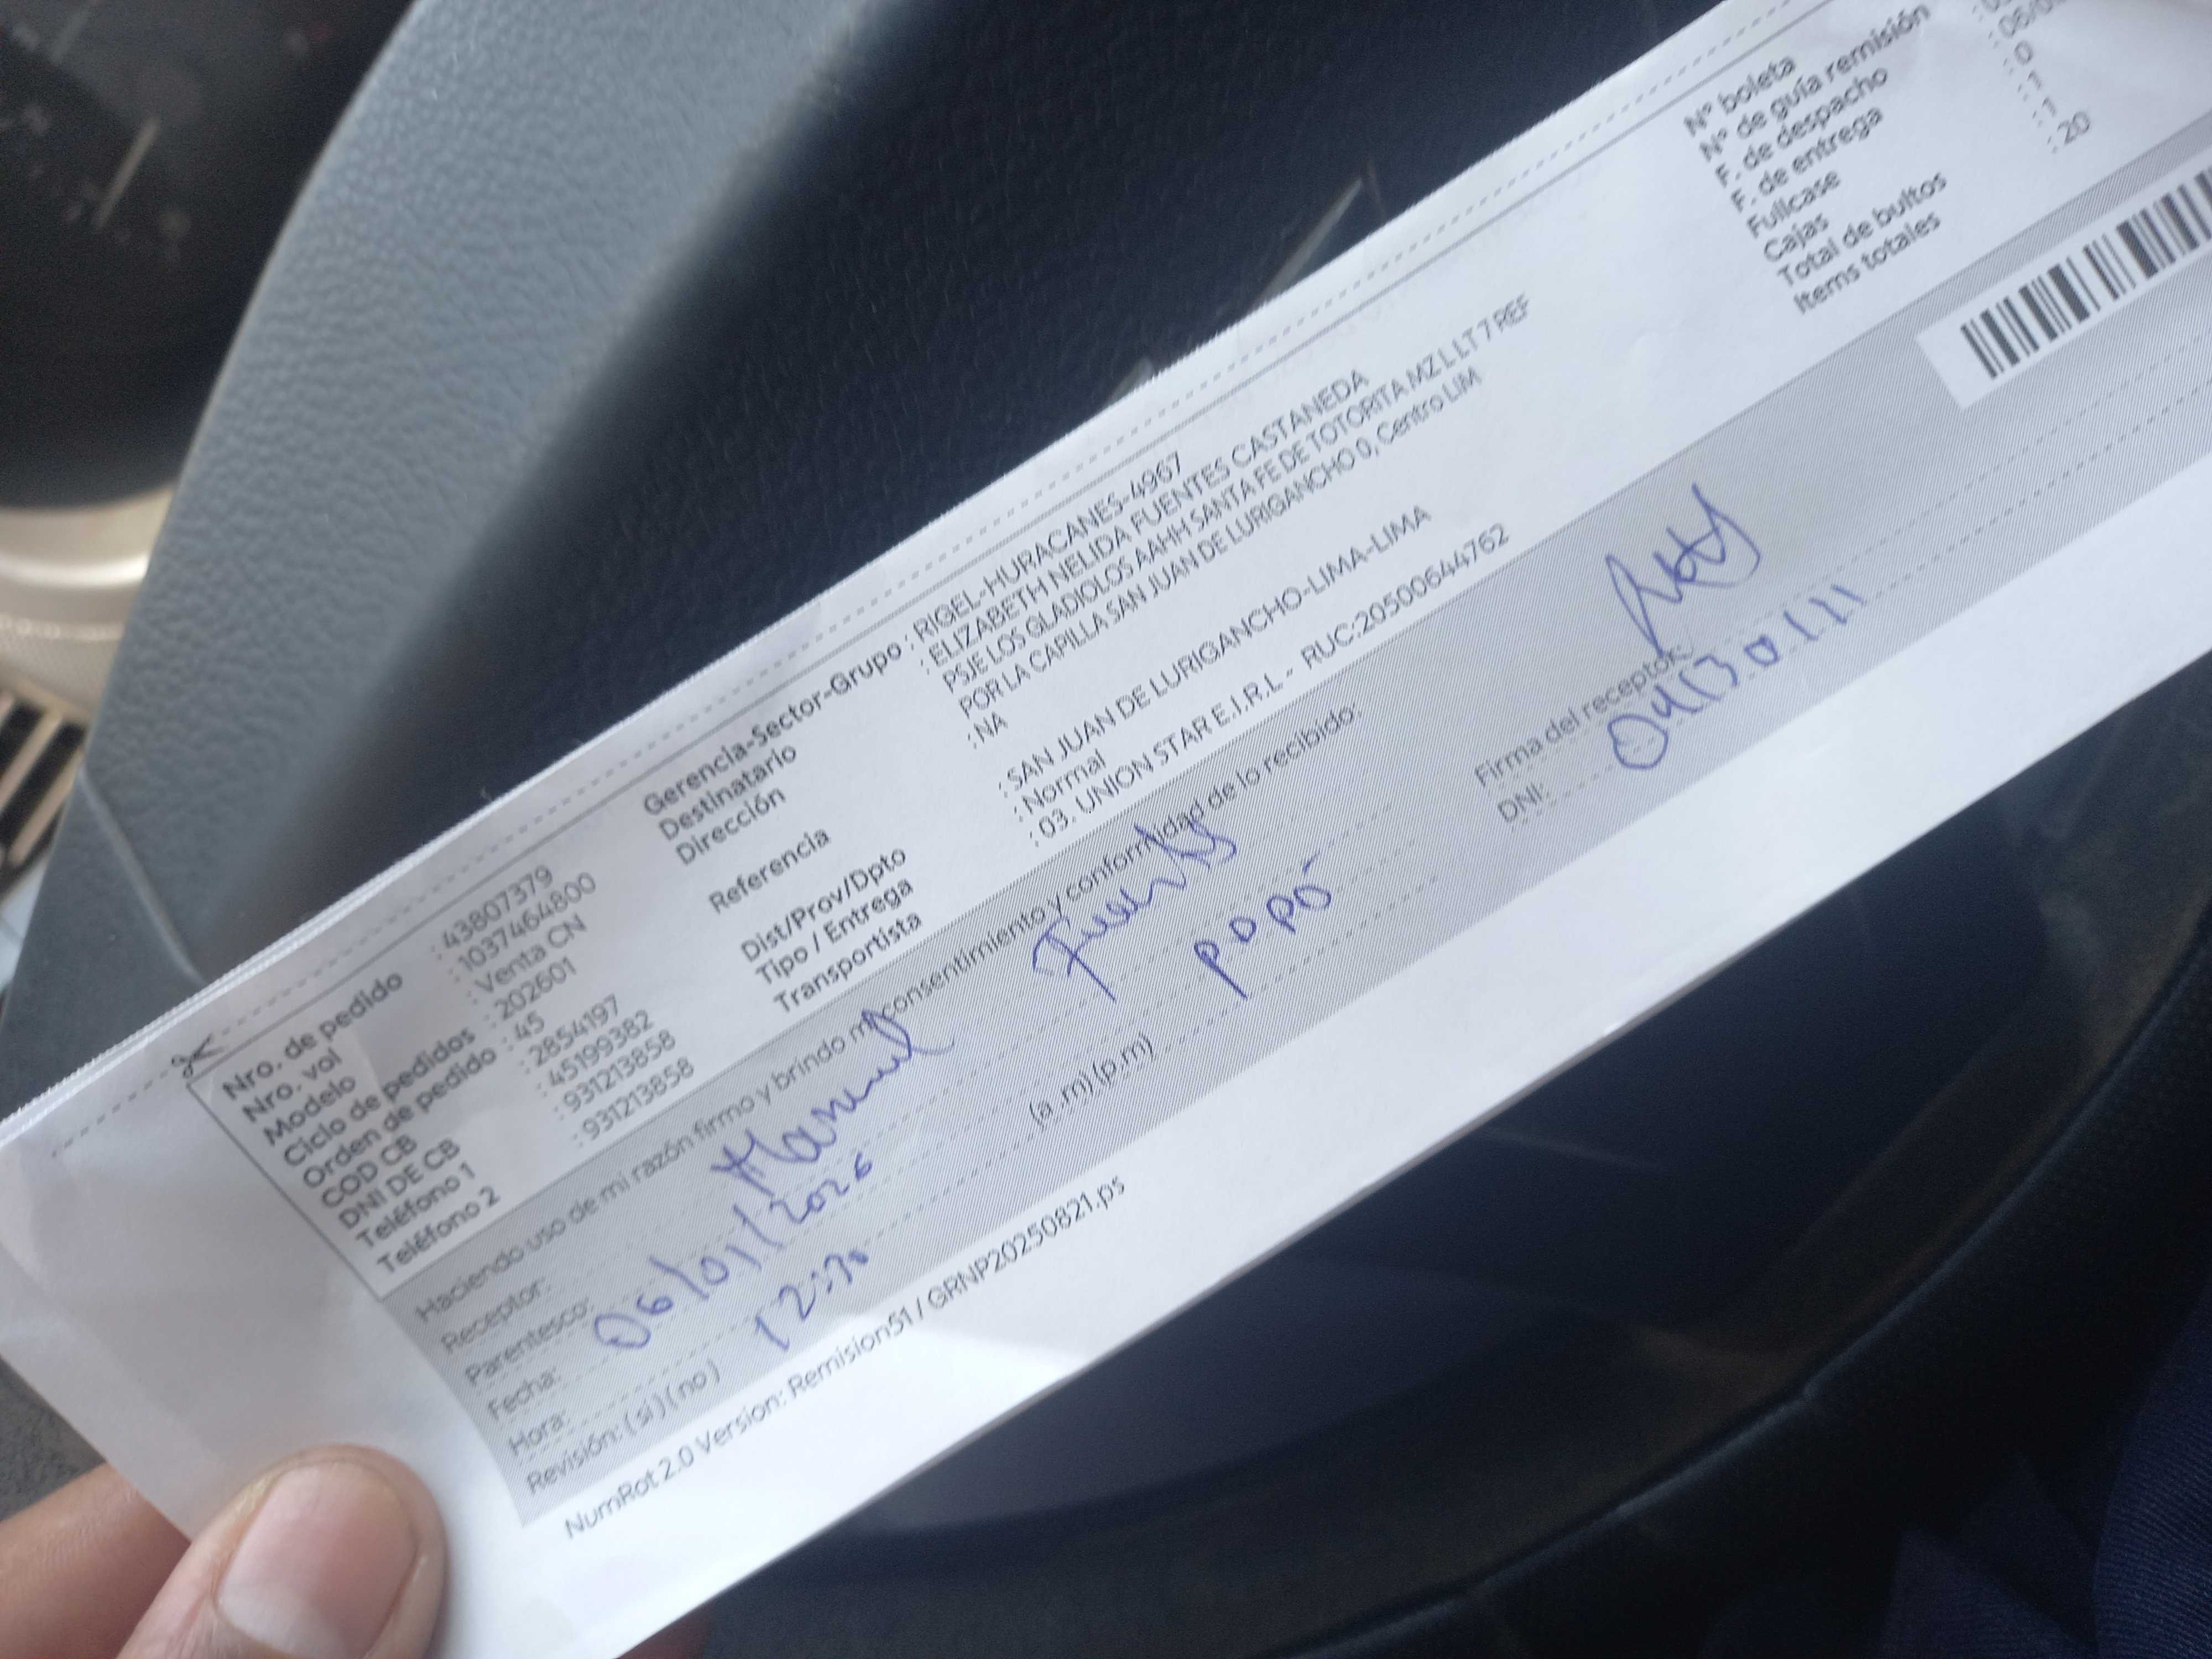 Nro. de pedido : 43807379
Nro. vol : 1037464800
Modelo : Venta CN
Ciclo de pedidos : 202601
Orden de pedido : 45
COD CB : 2854197
DNI DE CB : 45199382
Teléfono 1 : 931213858
Teléfono 2 : 931213858
Gerencia-Sector-Grupo : RIGEL-HURACANES-4967
Destinatario : ELIZABETH NELIDA FUENTES CASTANEDA
Dirección PSJE LOS GLADIOLOS AAHH SANTA FE DE TOTORITA MZ L LT 7 REF
POR LA CAPILLA SAN JUAN DE LURIGANCHO 0, Centro LIM
Referencia : NA
Dist/Prov/Dpto : SAN JUAN DE LURIGANCHO-LIMA-LIMA
Tipo / Entrega : Normal
Transportista : 03. UNION STAR E.I.R.L - RUC:20500644762
N° boleta
N° de guía remisión
F. de despacho
F. de entrega
Fullcase : 0
Cajas : 1
Total de bultos : 1
Items totales : 20
Haciendo uso de mi razón firmo y brindo mi consentimiento y conformidad de lo recibido:
Receptor: Manuel Fuentes
Parentesco: papá
Fecha: 06/01/2026
Hora: 12:30 (a.m) (p.m)
Revisión: (si) (no)
Firma del receptor:
DNI:
NumRot 2.0 Version: Remision51 / GRNP20250821.ps